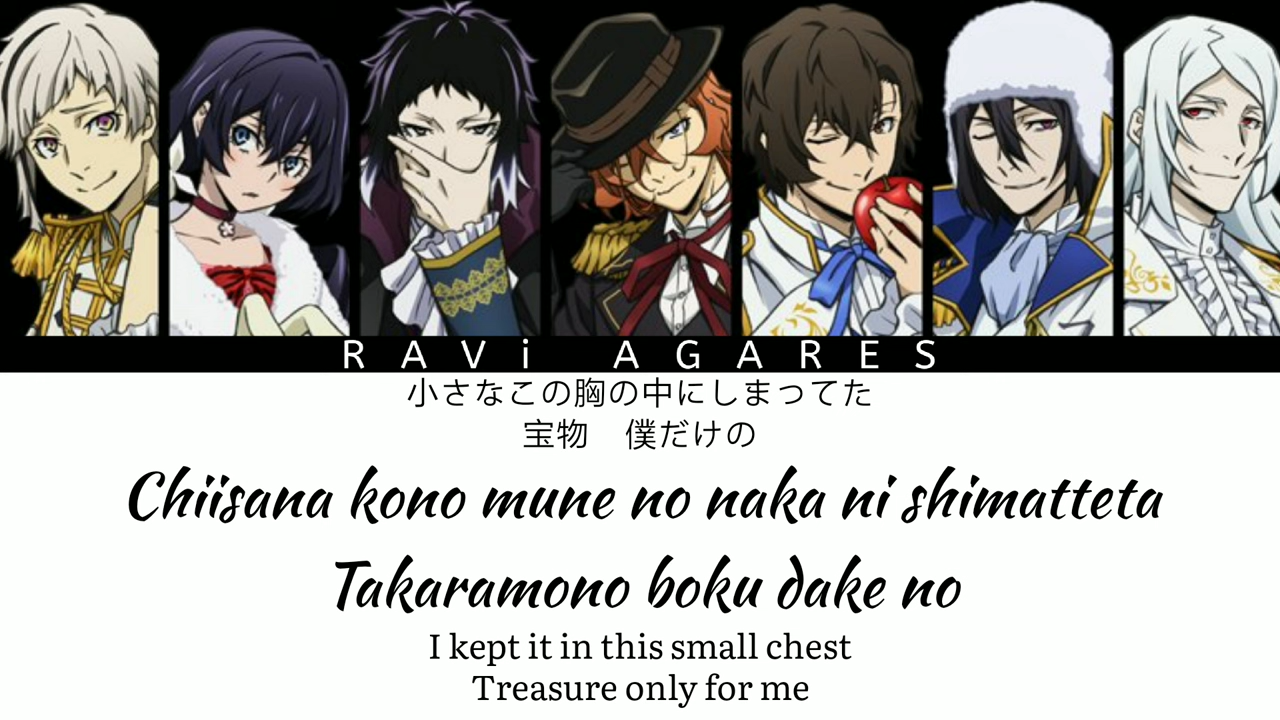 RAVi AGARES
小さなこの胸の中にしまってた
宝物　僕だけの
Chiisana kono mune no naka ni shimatteta
Takaramono boku dake no
I kept it in this small chest
Treasure only for me